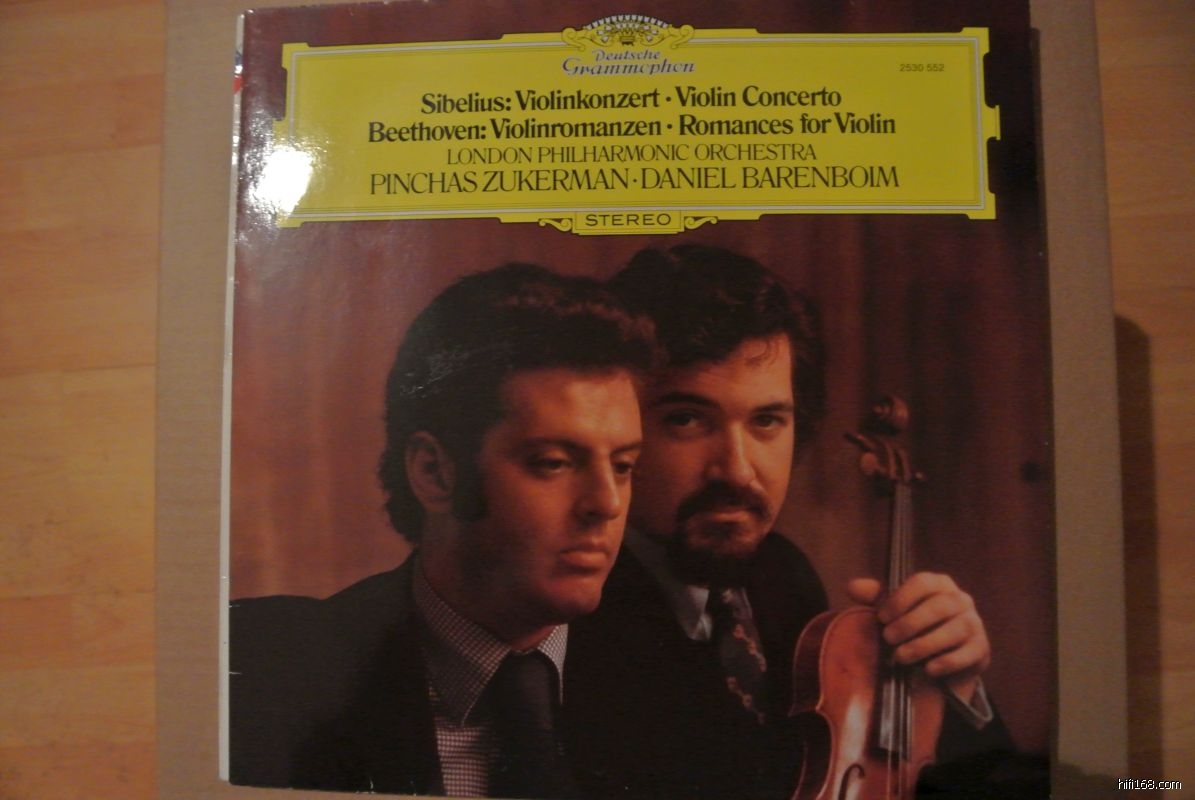 Deutsche
Grammophon
2530 552
Sibelius: Violinkonzert · Violin Concerto
Beethoven: Violinromanzen · Romances for Violin
LONDON PHILHARMONIC ORCHESTRA
PINCHAS ZUKERMAN · DANIEL BARENBOIM
STEREO
hifi168.com